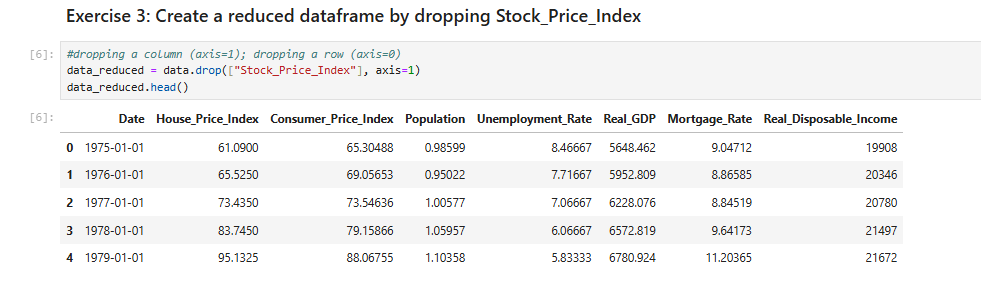 Exercise 3: Create a reduced dataframe by dropping Stock_Price_Index
[6]: #dropping a column (axis=1); dropping a row (axis=0)
data_reduced = data.drop(["Stock_Price_Index"], axis=1)
data_reduced.head()
[6]: Date House_Price_Index Consumer_Price_Index Population Unemployment_Rate Real_GDP Mortgage_Rate Real_Disposable_Income
0 1975-01-01 61.0900 65.30488 0.98599 8.46667 5648.462 9.04712 19908
1 1976-01-01 65.5250 69.05653 0.95022 7.71667 5952.809 8.86585 20346
2 1977-01-01 73.4350 73.54636 1.00577 7.06667 6228.076 8.84519 20780
3 1978-01-01 83.7450 79.15866 1.05957 6.06667 6572.819 9.64173 21497
4 1979-01-01 95.1325 88.06755 1.10358 5.83333 6780.924 11.20365 21672